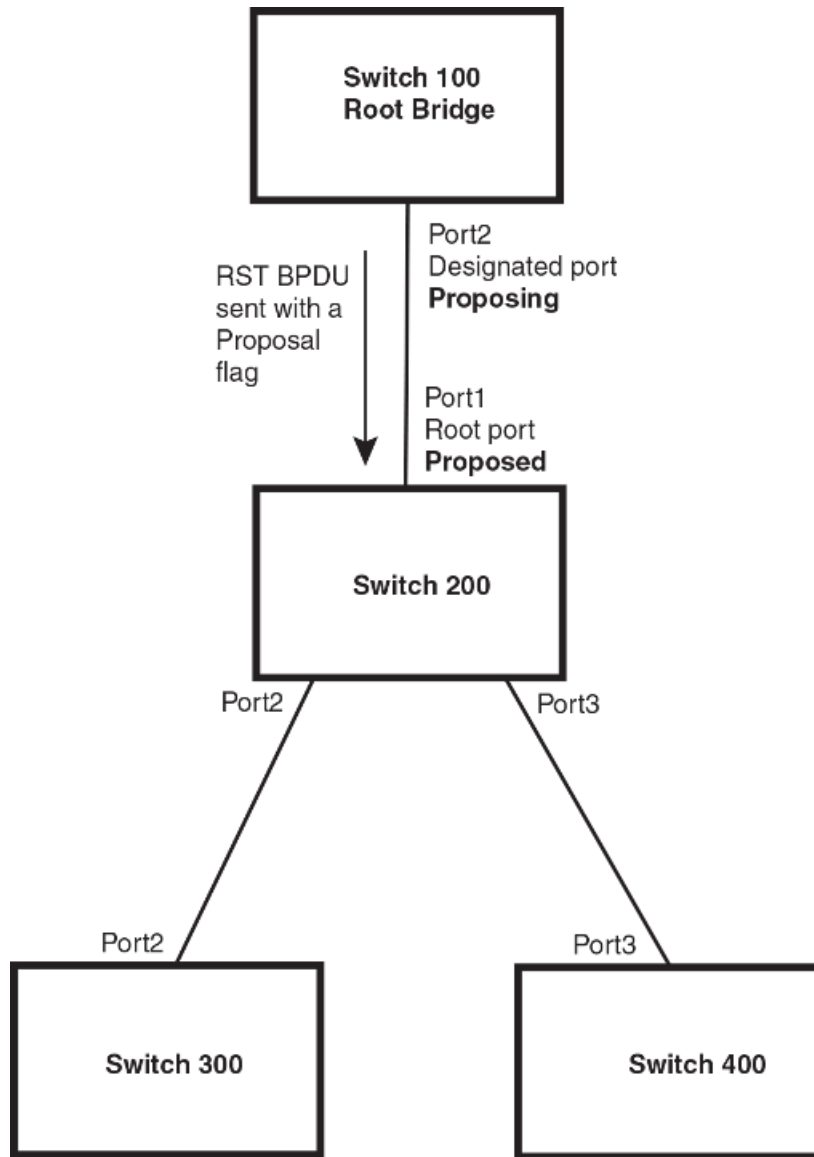 Switch 100
Root Bridge
RST BPDU
sent with a
Proposal
flag
Port2
Designated port
Proposing
Port1
Root port
Proposed
Switch 200
Port2
Port3
Port2
Port3
Switch 300
Switch 400